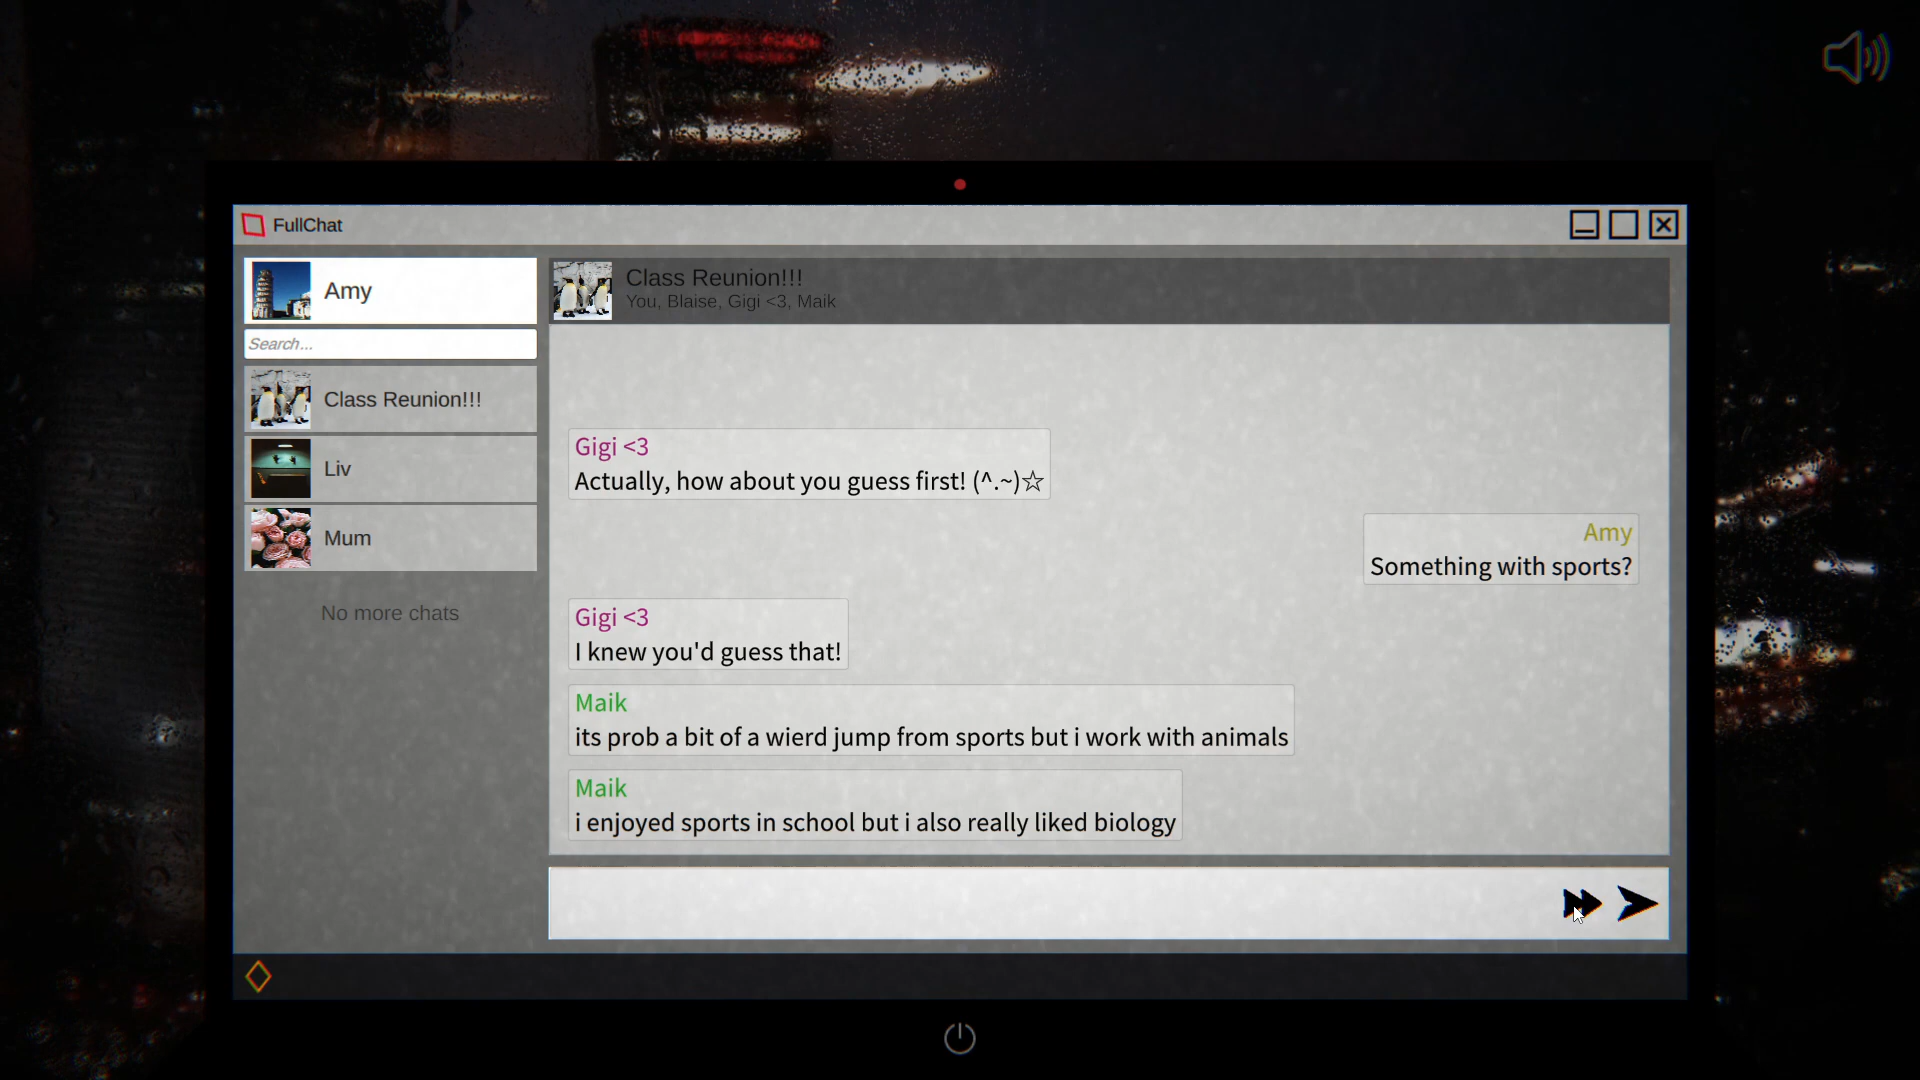 FullChat
Amy
Search...
Class Reunion!!!
Liv
Mum
No more chats
Class Reunion!!!
You, Blaise, Gigi <3, Maik
Gigi <3
Actually, how about you guess first! (^.~)☆
Amy
Something with sports?
Gigi <3
I knew you'd guess that!
Maik
its prob a bit of a wierd jump from sports but i work with animals
Maik
i enjoyed sports in school but i also really liked biology